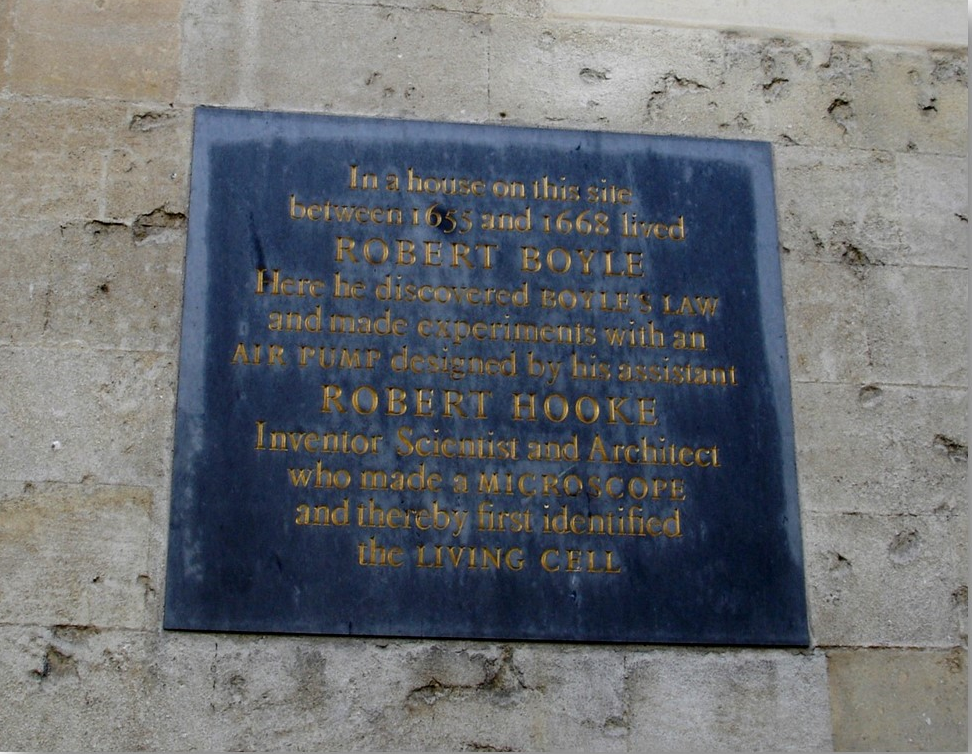 In a house on this site
between 1655 and 1668 lived
ROBERT BOYLE
Here he discovered BOYLE'S LAW
and made experiments with an
AIR PUMP designed by his assistant
ROBERT HOOKE
Inventor Scientist and Architect
who made a MICROSCOPE
and thereby first identified
the LIVING CELL